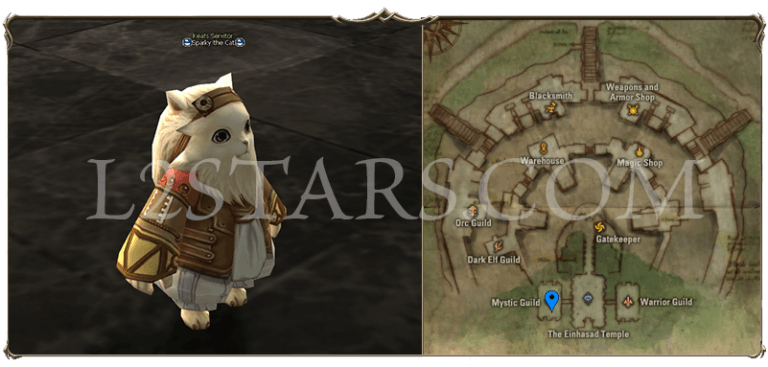 Keats Servitor
Sparky the Cat
L2STARS.COM
Blacksmith
Weapons and
Armor Shop
Warehouse
Magic Shop
Orc Guild
Gatekeeper
Dark Elf Guild
Mystic Guild
Warrior Guild
The Einhasad Temple